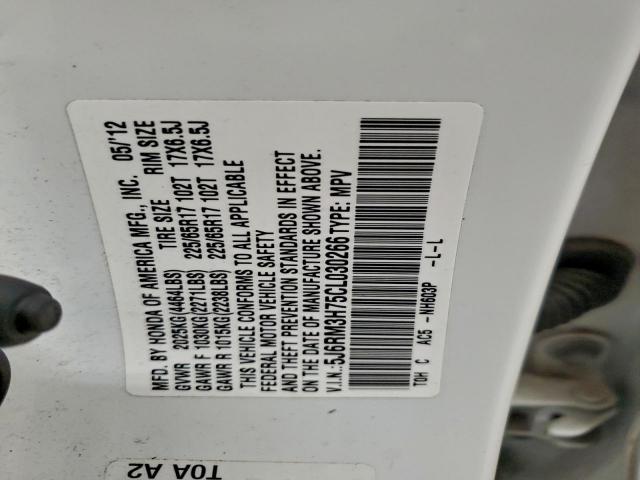 MFD. BY HONDA OF AMERICA MFG., INC. 05/'12
TIRE SIZE RIM SIZE
GVWR 2025KG(4464LBS)
GAWR F 1030KG(2271LBS) 225/65R17 102T 17X6.5J
GAWR R 1015KG(2238LBS) 225/65R17 102T 17X6.5J
THIS VEHICLE CONFORMS TO ALL APPLICABLE
FEDERAL MOTOR VEHICLE SAFETY
AND THEFT PREVENTION STANDARDS IN EFFECT
ON THE DATE OF MANUFACTURE SHOWN ABOVE.
V.I.N.: 5J6RM3H75CL030266 TYPE: MPV
T0H C AC5 -NH603P -L-L
T0A A2